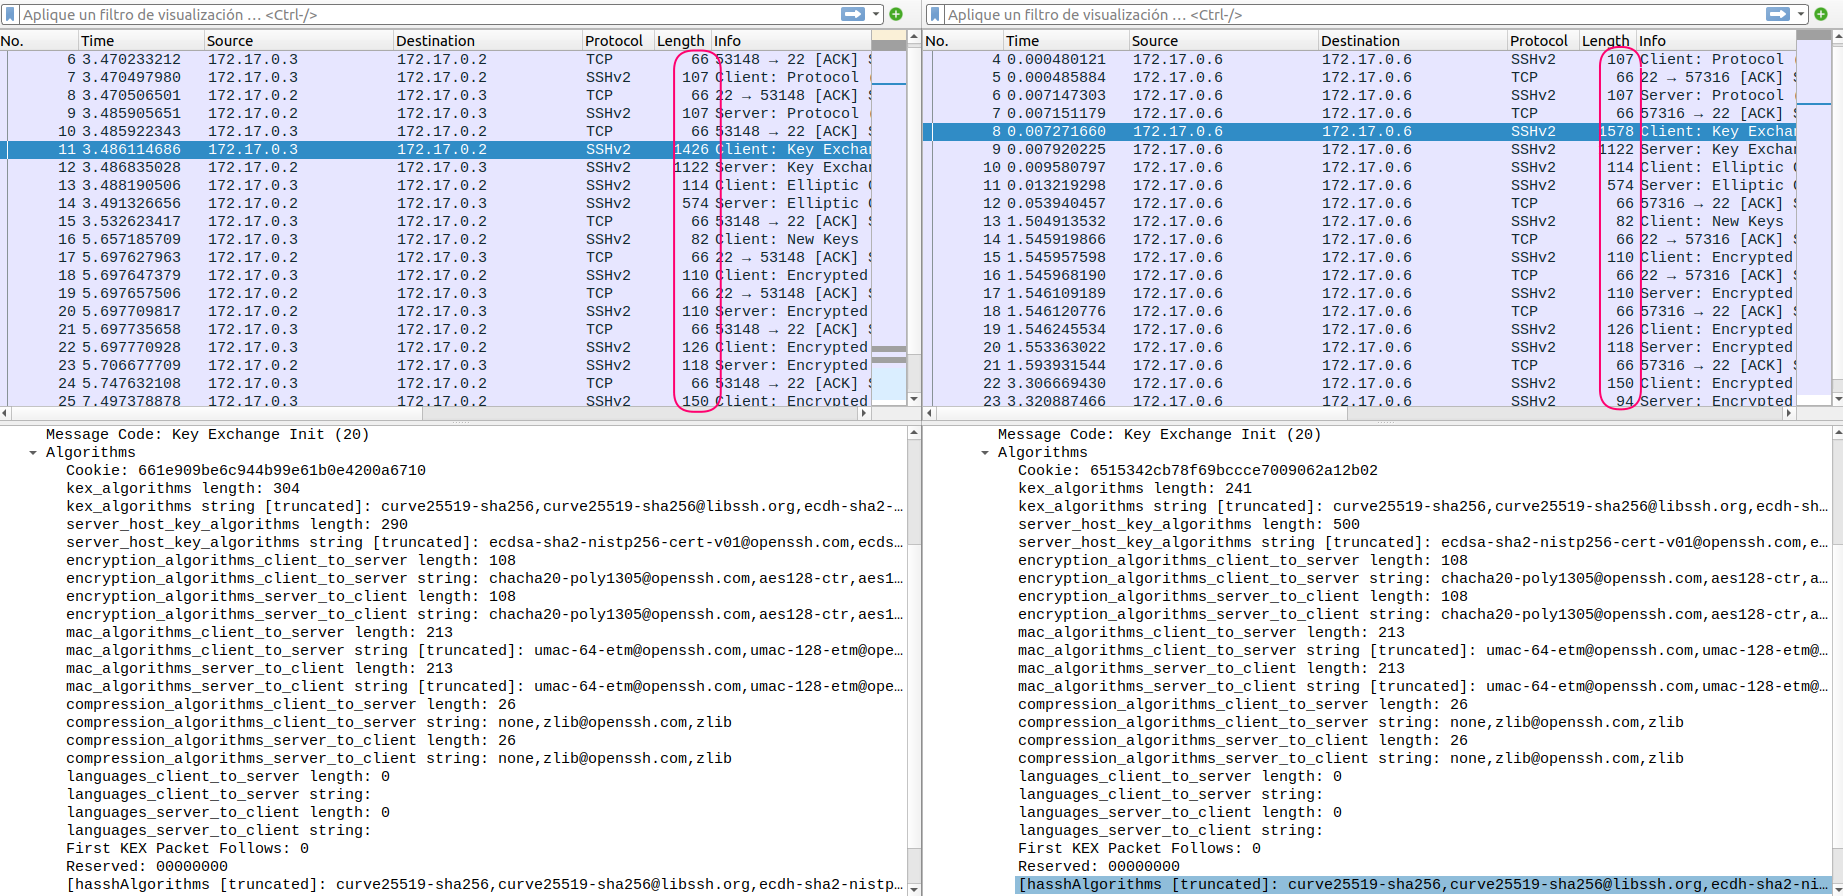 Aplique un filtro de visualización … <Ctrl-/>
No. Time Source Destination Protocol Length Info
6 3.470233212 172.17.0.3 172.17.0.2 TCP 66 53148 → 22 [ACK] S
7 3.470497980 172.17.0.3 172.17.0.2 SSHv2 107 Client: Protocol (
8 3.470506501 172.17.0.2 172.17.0.3 TCP 66 22 → 53148 [ACK] S
9 3.485905651 172.17.0.2 172.17.0.3 SSHv2 107 Server: Protocol (
10 3.485922343 172.17.0.3 172.17.0.2 TCP 66 53148 → 22 [ACK] S
11 3.486114686 172.17.0.3 172.17.0.2 SSHv2 1426 Client: Key Exchan
12 3.486835028 172.17.0.2 172.17.0.3 SSHv2 1122 Server: Key Exchan
13 3.488190506 172.17.0.3 172.17.0.2 SSHv2 114 Client: Elliptic C
14 3.491326656 172.17.0.2 172.17.0.3 SSHv2 574 Server: Elliptic C
15 3.532623417 172.17.0.3 172.17.0.2 TCP 66 53148 → 22 [ACK] S
16 5.657185709 172.17.0.3 172.17.0.2 SSHv2 82 Client: New Keys
17 5.697627963 172.17.0.2 172.17.0.3 TCP 66 22 → 53148 [ACK] S
18 5.697647379 172.17.0.3 172.17.0.2 SSHv2 110 Client: Encrypted
19 5.697657506 172.17.0.2 172.17.0.3 TCP 66 22 → 53148 [ACK] S
20 5.697709817 172.17.0.2 172.17.0.3 SSHv2 110 Server: Encrypted
21 5.697735658 172.17.0.3 172.17.0.2 TCP 66 53148 → 22 [ACK] S
22 5.697770928 172.17.0.3 172.17.0.2 SSHv2 126 Client: Encrypted
23 5.706677709 172.17.0.2 172.17.0.3 SSHv2 118 Server: Encrypted
24 5.747632108 172.17.0.3 172.17.0.2 TCP 66 53148 → 22 [ACK] S
25 7.497378878 172.17.0.3 172.17.0.2 SSHv2 150 Client: Encrypted
Message Code: Key Exchange Init (20)
Algorithms
Cookie: 661e909be6c944b99e61b0e4200a6710
kex_algorithms length: 304
kex_algorithms string [truncated]: curve25519-sha256,curve25519-sha256@libssh.org,ecdh-sha2-…
server_host_key_algorithms length: 290
server_host_key_algorithms string [truncated]: ecdsa-sha2-nistp256-cert-v01@openssh.com,ecds…
encryption_algorithms_client_to_server length: 108
encryption_algorithms_client_to_server string: chacha20-poly1305@openssh.com,aes128-ctr,aes1…
encryption_algorithms_server_to_client length: 108
encryption_algorithms_server_to_client string: chacha20-poly1305@openssh.com,aes128-ctr,aes1…
mac_algorithms_client_to_server length: 213
mac_algorithms_client_to_server string [truncated]: umac-64-etm@openssh.com,umac-128-etm@ope…
mac_algorithms_server_to_client length: 213
mac_algorithms_server_to_client string [truncated]: umac-64-etm@openssh.com,umac-128-etm@ope…
compression_algorithms_client_to_server length: 26
compression_algorithms_client_to_server string: none,zlib@openssh.com,zlib
compression_algorithms_server_to_client length: 26
compression_algorithms_server_to_client string: none,zlib@openssh.com,zlib
languages_client_to_server length: 0
languages_client_to_server string:
languages_server_to_client length: 0
languages_server_to_client string:
First KEX Packet Follows: 0
Reserved: 00000000
[hasshAlgorithms [truncated]: curve25519-sha256,curve25519-sha256@libssh.org,ecdh-sha2-nistp…
Aplique un filtro de visualización … <Ctrl-/>
No. Time Source Destination Protocol Length Info
4 0.000480121 172.17.0.6 172.17.0.6 SSHv2 107 Client: Protocol (
5 0.000485884 172.17.0.6 172.17.0.6 TCP 66 22 → 57316 [ACK] S
6 0.007147303 172.17.0.6 172.17.0.6 SSHv2 107 Server: Protocol (
7 0.007151179 172.17.0.6 172.17.0.6 TCP 66 57316 → 22 [ACK] S
8 0.007271660 172.17.0.6 172.17.0.6 SSHv2 1578 Client: Key Exchan
9 0.007920225 172.17.0.6 172.17.0.6 SSHv2 1122 Server: Key Exchan
10 0.009580797 172.17.0.6 172.17.0.6 SSHv2 114 Client: Elliptic C
11 0.013219298 172.17.0.6 172.17.0.6 SSHv2 574 Server: Elliptic C
12 0.053940457 172.17.0.6 172.17.0.6 TCP 66 57316 → 22 [ACK] S
13 1.504913532 172.17.0.6 172.17.0.6 SSHv2 82 Client: New Keys
14 1.545919866 172.17.0.6 172.17.0.6 TCP 66 22 → 57316 [ACK] S
15 1.545957598 172.17.0.6 172.17.0.6 SSHv2 110 Client: Encrypted
16 1.545968190 172.17.0.6 172.17.0.6 TCP 66 22 → 57316 [ACK] S
17 1.546109189 172.17.0.6 172.17.0.6 SSHv2 110 Server: Encrypted
18 1.546120776 172.17.0.6 172.17.0.6 TCP 66 57316 → 22 [ACK] S
19 1.546245534 172.17.0.6 172.17.0.6 SSHv2 126 Client: Encrypted
20 1.553363022 172.17.0.6 172.17.0.6 SSHv2 118 Server: Encrypted
21 1.593931544 172.17.0.6 172.17.0.6 TCP 66 57316 → 22 [ACK] S
22 3.306669430 172.17.0.6 172.17.0.6 SSHv2 150 Client: Encrypted
23 3.320887466 172.17.0.6 172.17.0.6 SSHv2 94 Server: Encrypted
Message Code: Key Exchange Init (20)
Algorithms
Cookie: 6515342cb78f69bccce7009062a12b02
kex_algorithms length: 241
kex_algorithms string [truncated]: curve25519-sha256,curve25519-sha256@libssh.org,ecdh-sh…
server_host_key_algorithms length: 500
server_host_key_algorithms string [truncated]: ecdsa-sha2-nistp256-cert-v01@openssh.com,e…
encryption_algorithms_client_to_server length: 108
encryption_algorithms_client_to_server string: chacha20-poly1305@openssh.com,aes128-ctr,a…
encryption_algorithms_server_to_client length: 108
encryption_algorithms_server_to_client string: chacha20-poly1305@openssh.com,aes128-ctr,a…
mac_algorithms_client_to_server length: 213
mac_algorithms_client_to_server string [truncated]: umac-64-etm@openssh.com,umac-128-etm@…
mac_algorithms_server_to_client length: 213
mac_algorithms_server_to_client string [truncated]: umac-64-etm@openssh.com,umac-128-etm@…
compression_algorithms_client_to_server length: 26
compression_algorithms_client_to_server string: none,zlib@openssh.com,zlib
compression_algorithms_server_to_client length: 26
compression_algorithms_server_to_client string: none,zlib@openssh.com,zlib
languages_client_to_server length: 0
languages_client_to_server string:
languages_server_to_client length: 0
languages_server_to_client string:
First KEX Packet Follows: 0
Reserved: 00000000
[hasshAlgorithms [truncated]: curve25519-sha256,curve25519-sha256@libssh.org,ecdh-sha2-ni…